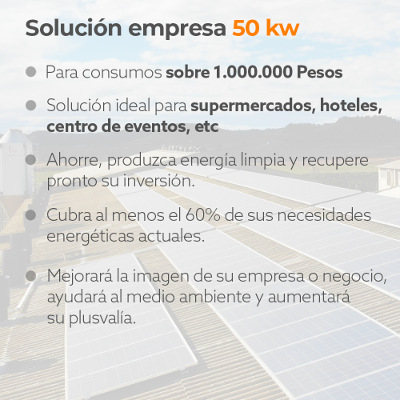 Solución empresa 50 kw
Para consumos sobre 1.000.000 Pesos
Solución ideal para supermercados, hoteles,
centro de eventos, etc
Ahorre, produzca energía limpia y recupere
pronto su inversión.
Cubra al menos el 60% de sus necesidades
energéticas actuales.
Mejorará la imagen de su empresa o negocio,
ayudará al medio ambiente y aumentará
su plusvalía.